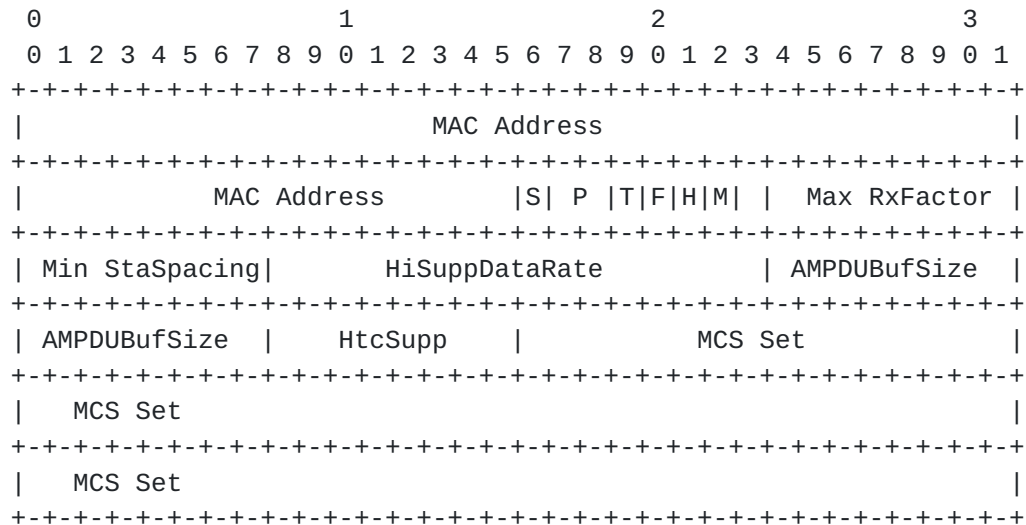 0                   1                   2                   3
 0 1 2 3 4 5 6 7 8 9 0 1 2 3 4 5 6 7 8 9 0 1 2 3 4 5 6 7 8 9 0 1
+-+-+-+-+-+-+-+-+-+-+-+-+-+-+-+-+-+-+-+-+-+-+-+-+-+-+-+-+-+-+-+-+
|                          MAC Address                          |
+-+-+-+-+-+-+-+-+-+-+-+-+-+-+-+-+-+-+-+-+-+-+-+-+-+-+-+-+-+-+-+-+
|            MAC Address        |S| P |T|F|H|M| |  Max RxFactor |
+-+-+-+-+-+-+-+-+-+-+-+-+-+-+-+-+-+-+-+-+-+-+-+-+-+-+-+-+-+-+-+-+
| Min StaSpacing|       HiSuppDataRate          | AMPDUBufSize  |
+-+-+-+-+-+-+-+-+-+-+-+-+-+-+-+-+-+-+-+-+-+-+-+-+-+-+-+-+-+-+-+-+
| AMPDUBufSize  |    HtcSupp    |           MCS Set             |
+-+-+-+-+-+-+-+-+-+-+-+-+-+-+-+-+-+-+-+-+-+-+-+-+-+-+-+-+-+-+-+-+
|   MCS Set                                                     |
+-+-+-+-+-+-+-+-+-+-+-+-+-+-+-+-+-+-+-+-+-+-+-+-+-+-+-+-+-+-+-+-+
|   MCS Set                                                     |
+-+-+-+-+-+-+-+-+-+-+-+-+-+-+-+-+-+-+-+-+-+-+-+-+-+-+-+-+-+-+-+-+